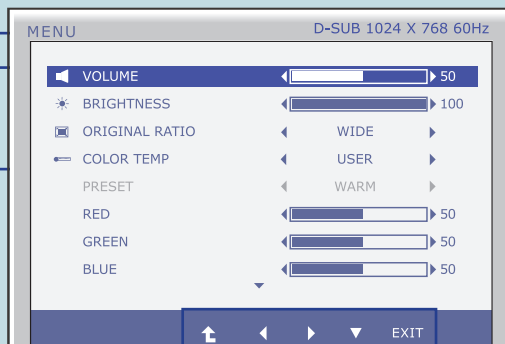 MENU D-SUB 1024 X 768 60Hz
VOLUME 50
BRIGHTNESS 100
ORIGINAL RATIO WIDE
COLOR TEMP USER
PRESET WARM
RED 50
GREEN 50
BLUE 50
EXIT